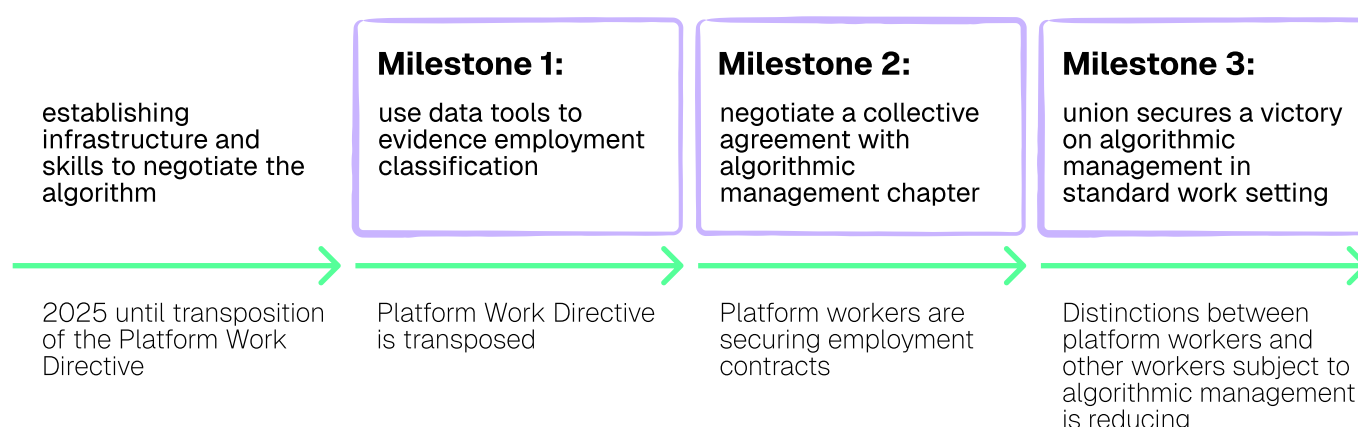 establishing
infrastructure and
skills to negotiate the
algorithm
2025 until transposition
of the Platform Work
Directive
Milestone 1:
use data tools to
evidence employment
classification
Platform Work Directive
is transposed
Milestone 2:
negotiate a collective
agreement with
algorithmic
management chapter
Platform workers are
securing employment
contracts
Milestone 3:
union secures a victory
on algorithmic
management in
standard work setting
Distinctions between
platform workers and
other workers subject to
algorithmic management
is reducing